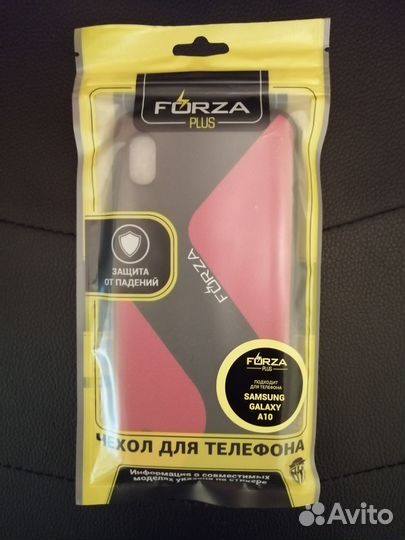 FORZA
PLUS
ЗАЩИТА
ОТ ПАДЕНИЙ
FORZA
FORZA
PLUS
ПОДХОДИТ
ДЛЯ ТЕЛЕФОНА
SAMSUNG
GALAXY
A10
ЧЕХОЛ ДЛЯ ТЕЛЕФОНА
Информация о совместимых
моделях указана на стикере
Avito